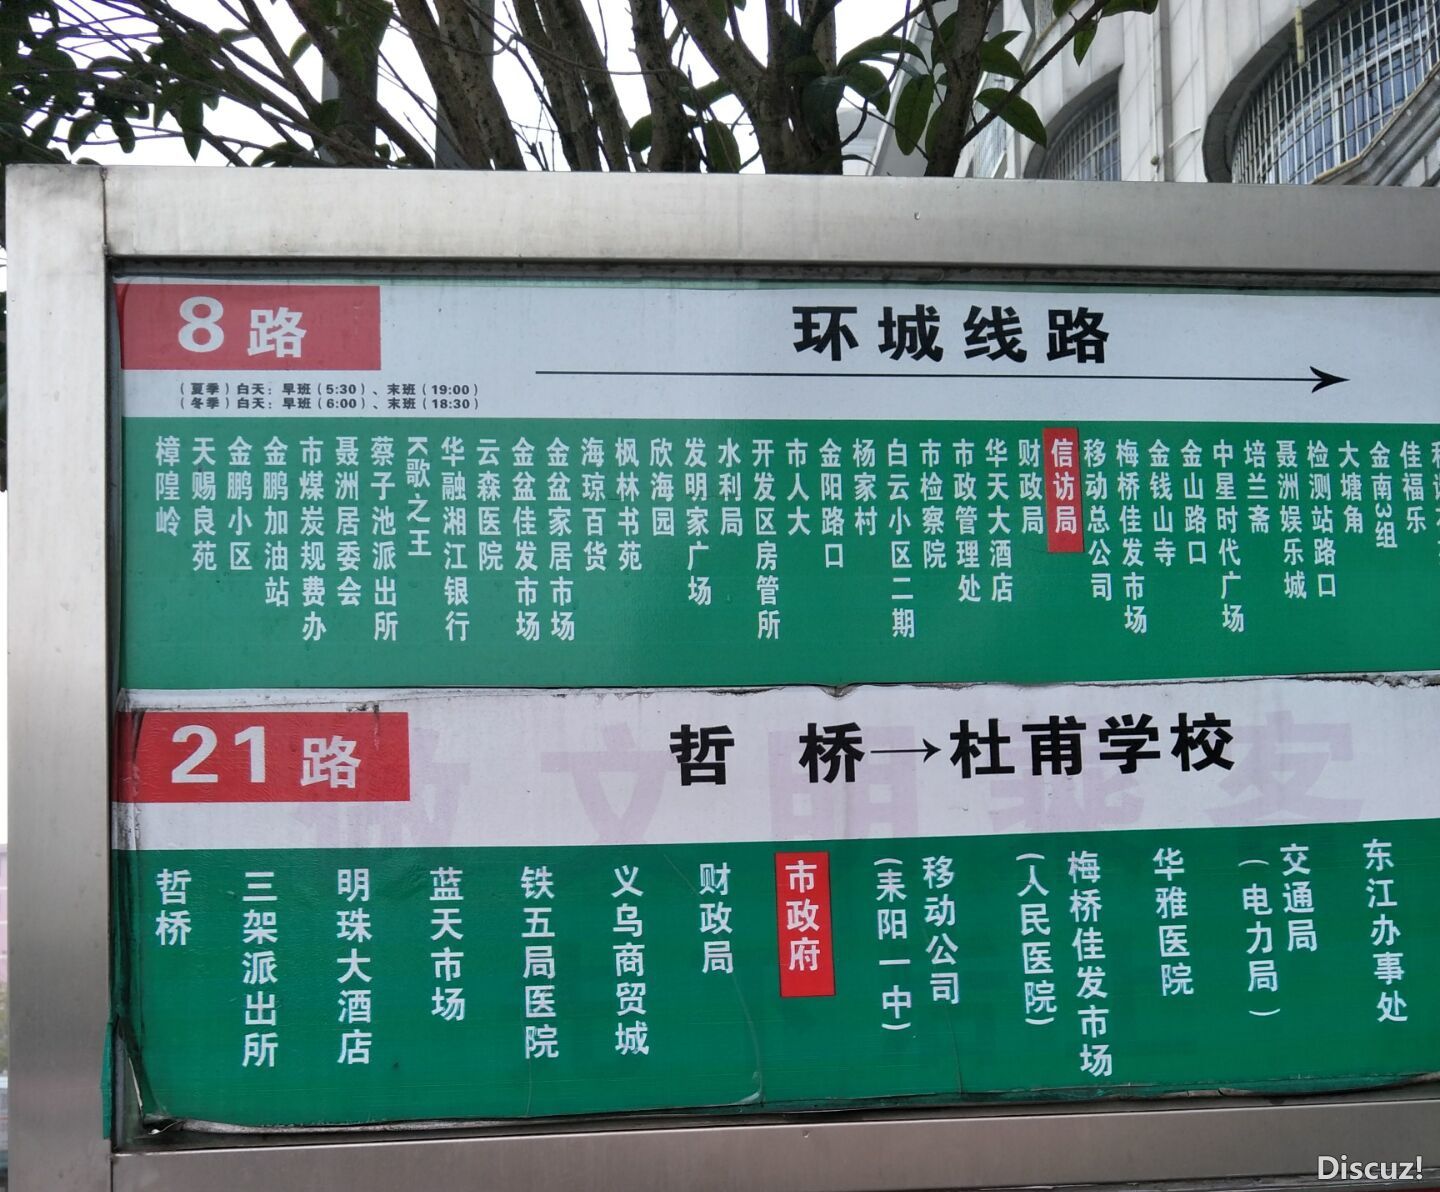 8路
环城线路
（夏季）白天：早班（5:30）、末班（19:00）
（冬季）白天：早班（6:00）、末班（18:30）
樟隍岭
天赐良苑
金鹏小区
金鹏加油站
市煤炭规费办
聂洲居委会
蔡子池派出所
K歌之王
华融湘江银行
云森医院
金盆佳发市场
金盆家居市场
海琼百货
枫林书苑
欣海园
发明家广场
水利局
开发区房管所
市人大
金阳路口
杨家村
白云小区二期
市检察院
市政管理处
华天大酒店
财政局
信访局
移动总公司
梅桥佳发市场
金钱山寺
金山路口
中星时代广场
培兰斋
聂洲娱乐城
检测站路口
大塘角
金南3组
佳福乐
21路
哲桥→杜甫学校
做文明乘客
哲桥
三架派出所
明珠大酒店
蓝天市场
铁五局医院
义乌商贸城
财政局
市政府
移动公司
（耒阳一中）
梅桥佳发市场
（人民医院）
华雅医院
交通局
（电力局）
东江办事处
Discuz!